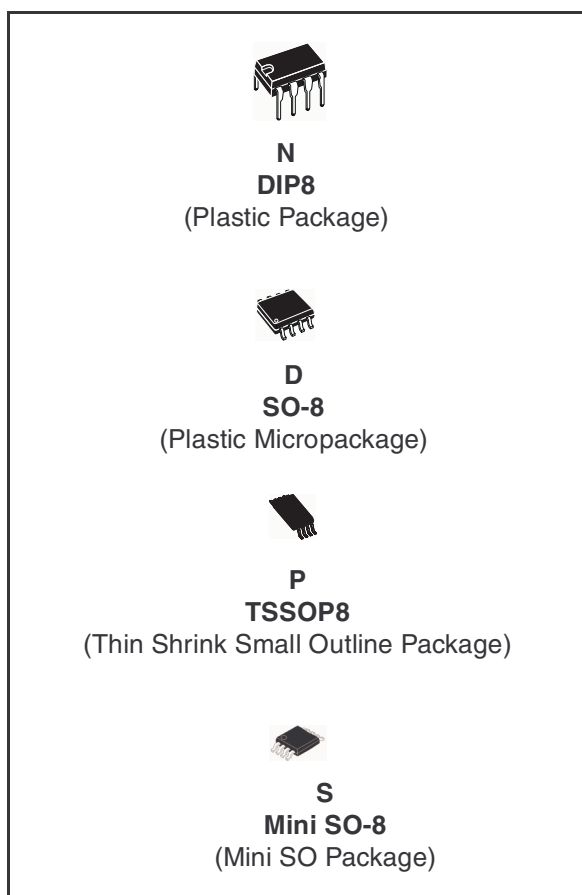 N
DIP8
(Plastic Package)
D
SO-8
(Plastic Micropackage)
P
TSSOP8
(Thin Shrink Small Outline Package)
S
Mini SO-8
(Mini SO Package)